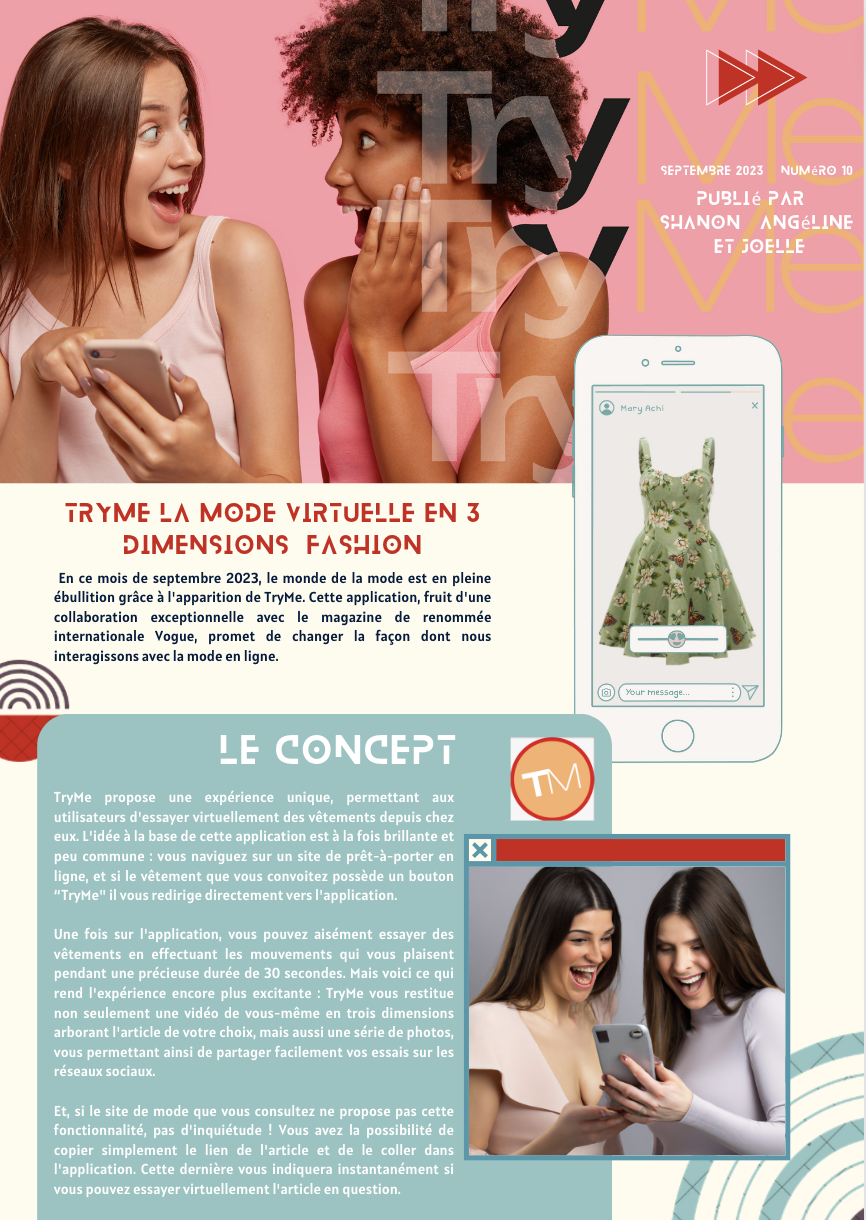 Try Me
Try Me
Try Me
Try Me
SEPTEMBRE 2023 NUMéRO 10
PUBLIé PAR
SHANON ANGéLINE
ET JOELLE
Mary Achi
Your message...
TRYME LA MODE VIRTUELLE EN 3
DIMENSIONS FASHION
En ce mois de septembre 2023, le monde de la mode est en pleine
ébullition grâce à l'apparition de TryMe. Cette application, fruit d'une
collaboration exceptionnelle avec le magazine de renommée
internationale Vogue, promet de changer la façon dont nous
interagissons avec la mode en ligne.
LE CONCEPT
TM
TryMe propose une expérience unique, permettant aux
utilisateurs d'essayer virtuellement des vêtements depuis chez
eux. L'idée à la base de cette application est à la fois brillante et
peu commune : vous naviguez sur un site de prêt-à-porter en
ligne, et si le vêtement que vous convoitez possède un bouton
"TryMe" il vous redirige directement vers l'application.
Une fois sur l'application, vous pouvez aisément essayer des
vêtements en effectuant les mouvements qui vous plaisent
pendant une précieuse durée de 30 secondes. Mais voici ce qui
rend l'expérience encore plus excitante : TryMe vous restitue
non seulement une vidéo de vous-même en trois dimensions
arborant l'article de votre choix, mais aussi une série de photos,
vous permettant ainsi de partager facilement vos essais sur les
réseaux sociaux.
Et, si le site de mode que vous consultez ne propose pas cette
fonctionnalité, pas d'inquiétude ! Vous avez la possibilité de
copier simplement le lien de l'article et de le coller dans
l'application. Cette dernière vous indiquera instantanément si
vous pouvez essayer virtuellement l'article en question.